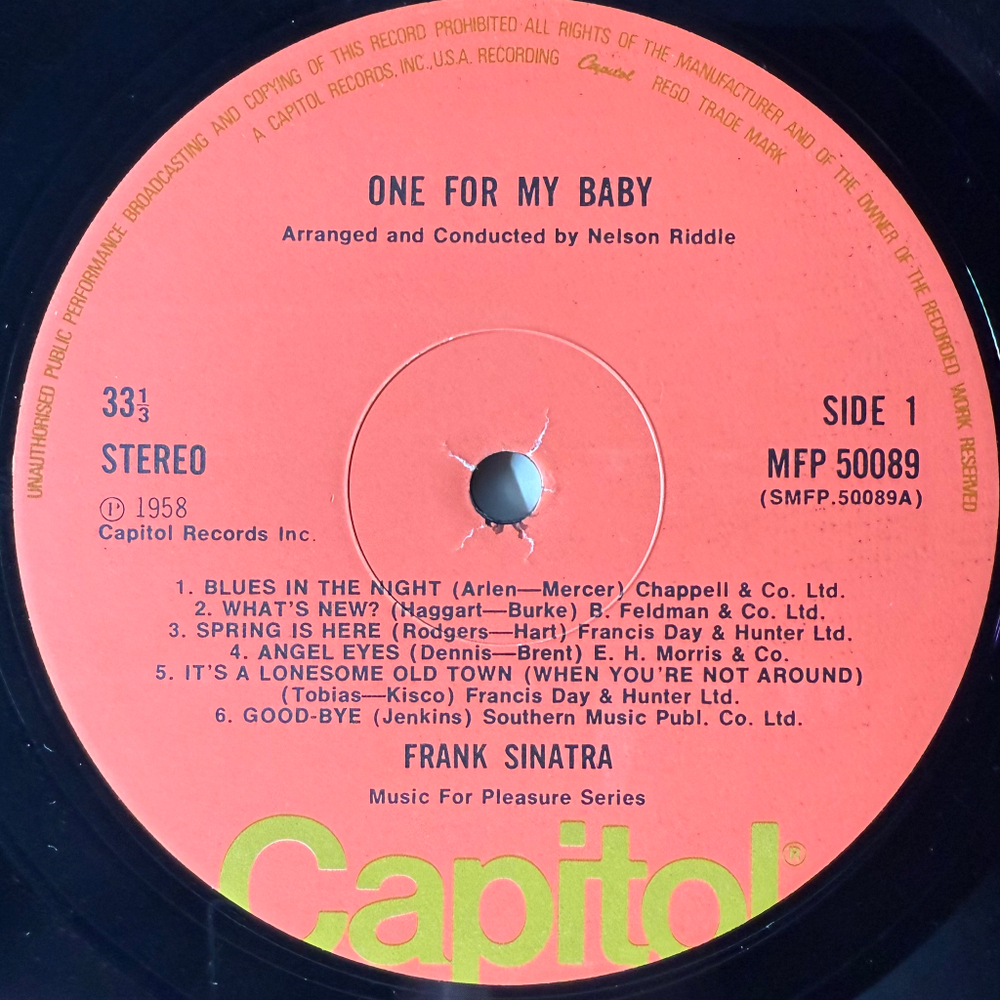 UNAUTHORISED PUBLIC PERFORMANCE BROADCASTING AND COPYING OF THIS RECORD PROHIBITED ALL RIGHTS OF THE MANUFACTURER AND OF THE OWNER OF THE RECORDED WORK RESERVED
A CAPITOL RECORDS, INC., U.S.A. RECORDING Capitol REGD. TRADE MARK
ONE FOR MY BABY
Arranged and Conducted by Nelson Riddle
33⅓
STEREO
Ⓟ 1958
Capitol Records Inc.
SIDE 1
MFP 50089
(SMFP.50089A)
1. BLUES IN THE NIGHT (Arlen—Mercer) Chappell & Co. Ltd.
2. WHAT'S NEW? (Haggart—Burke) B. Feldman & Co. Ltd.
3. SPRING IS HERE (Rodgers—Hart) Francis Day & Hunter Ltd.
4. ANGEL EYES (Dennis—Brent) E. H. Morris & Co.
5. IT'S A LONESOME OLD TOWN (WHEN YOU'RE NOT AROUND)
(Tobias—Kisco) Francis Day & Hunter Ltd.
6. GOOD-BYE (Jenkins) Southern Music Publ. Co. Ltd.
FRANK SINATRA
Music For Pleasure Series
Capitol®